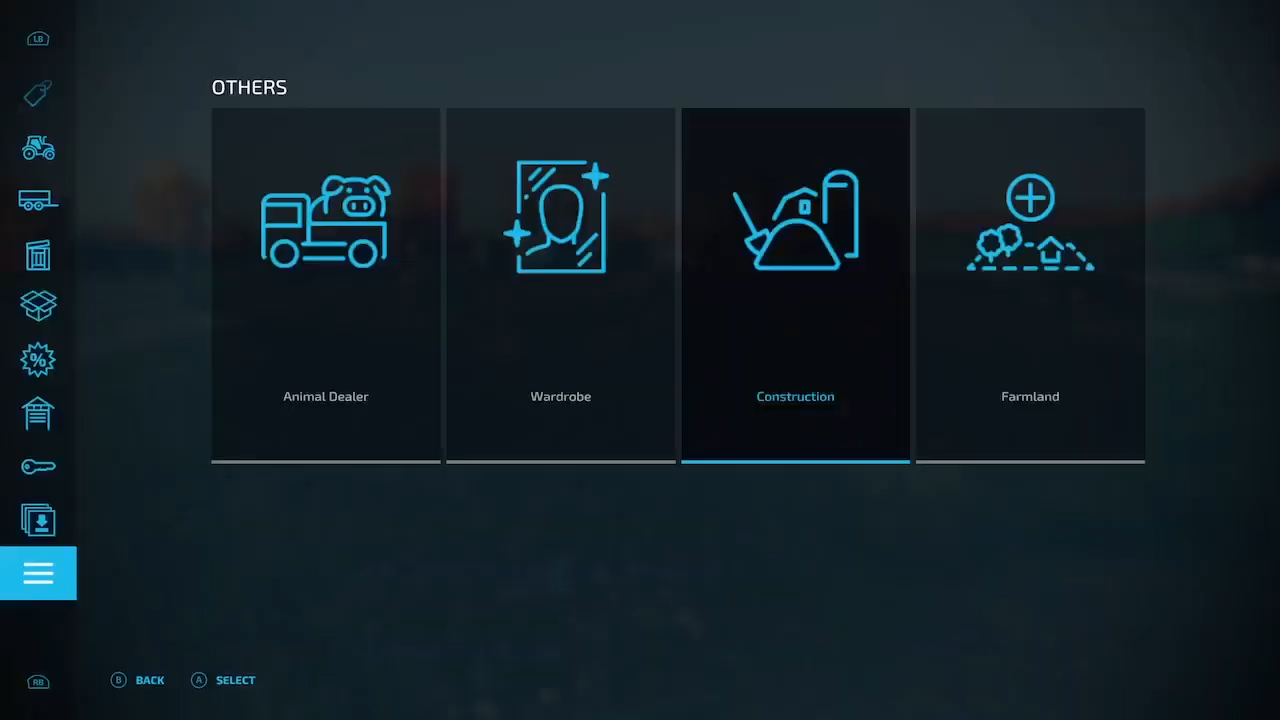 LB
OTHERS
%
Animal Dealer
Wardrobe
Construction
Farmland
RB
B BACK
A SELECT